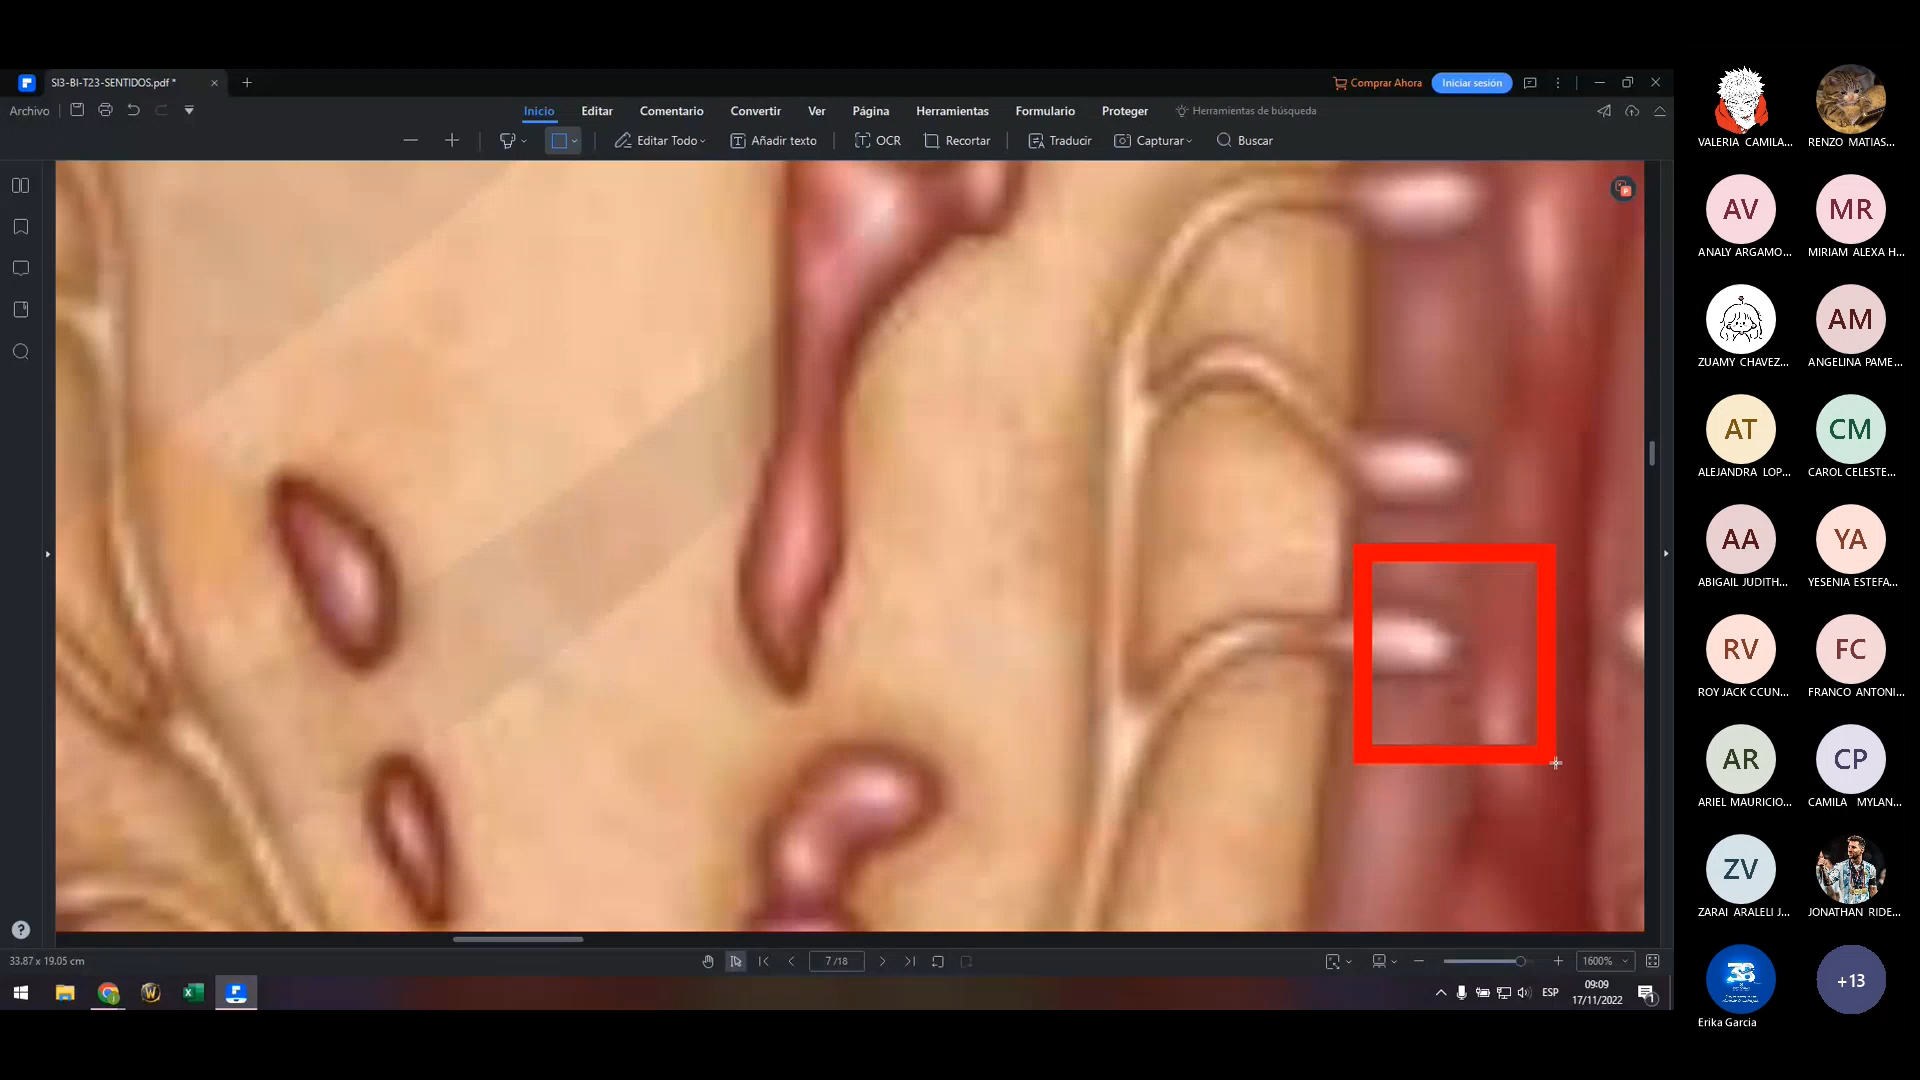 SI3-BI-T23-SENTIDOS.pdf *
Comprar Ahora
Iniciar sesión
Archivo
Inicio
Editar
Comentario
Convertir
Ver
Página
Herramientas
Formulario
Proteger
Herramientas de búsqueda
Editar Todo
Añadir texto
OCR
Recortar
Traducir
Capturar
Buscar
33.87 x 19.05 cm
7 /18
1600%
ESP
09:09
17/11/2022
1
VALERIA CAMILA...
RENZO MATIAS...
AV
ANALY ARGAMO...
MR
MIRIAM ALEXA H...
ZUAMY CHAVEZ...
AM
ANGELINA PAME...
AT
ALEJANDRA LOP...
CM
CAROL CELESTE...
AA
ABIGAIL JUDITH...
YA
YESENIA ESTEFA...
RV
ROY JACK CCUN...
FC
FRANCO ANTONI...
AR
ARIEL MAURICIO...
CP
CAMILA MYLAN...
ZV
ZARAI ARALELI J...
JONATHAN RIDE...
Erika Garcia
+13